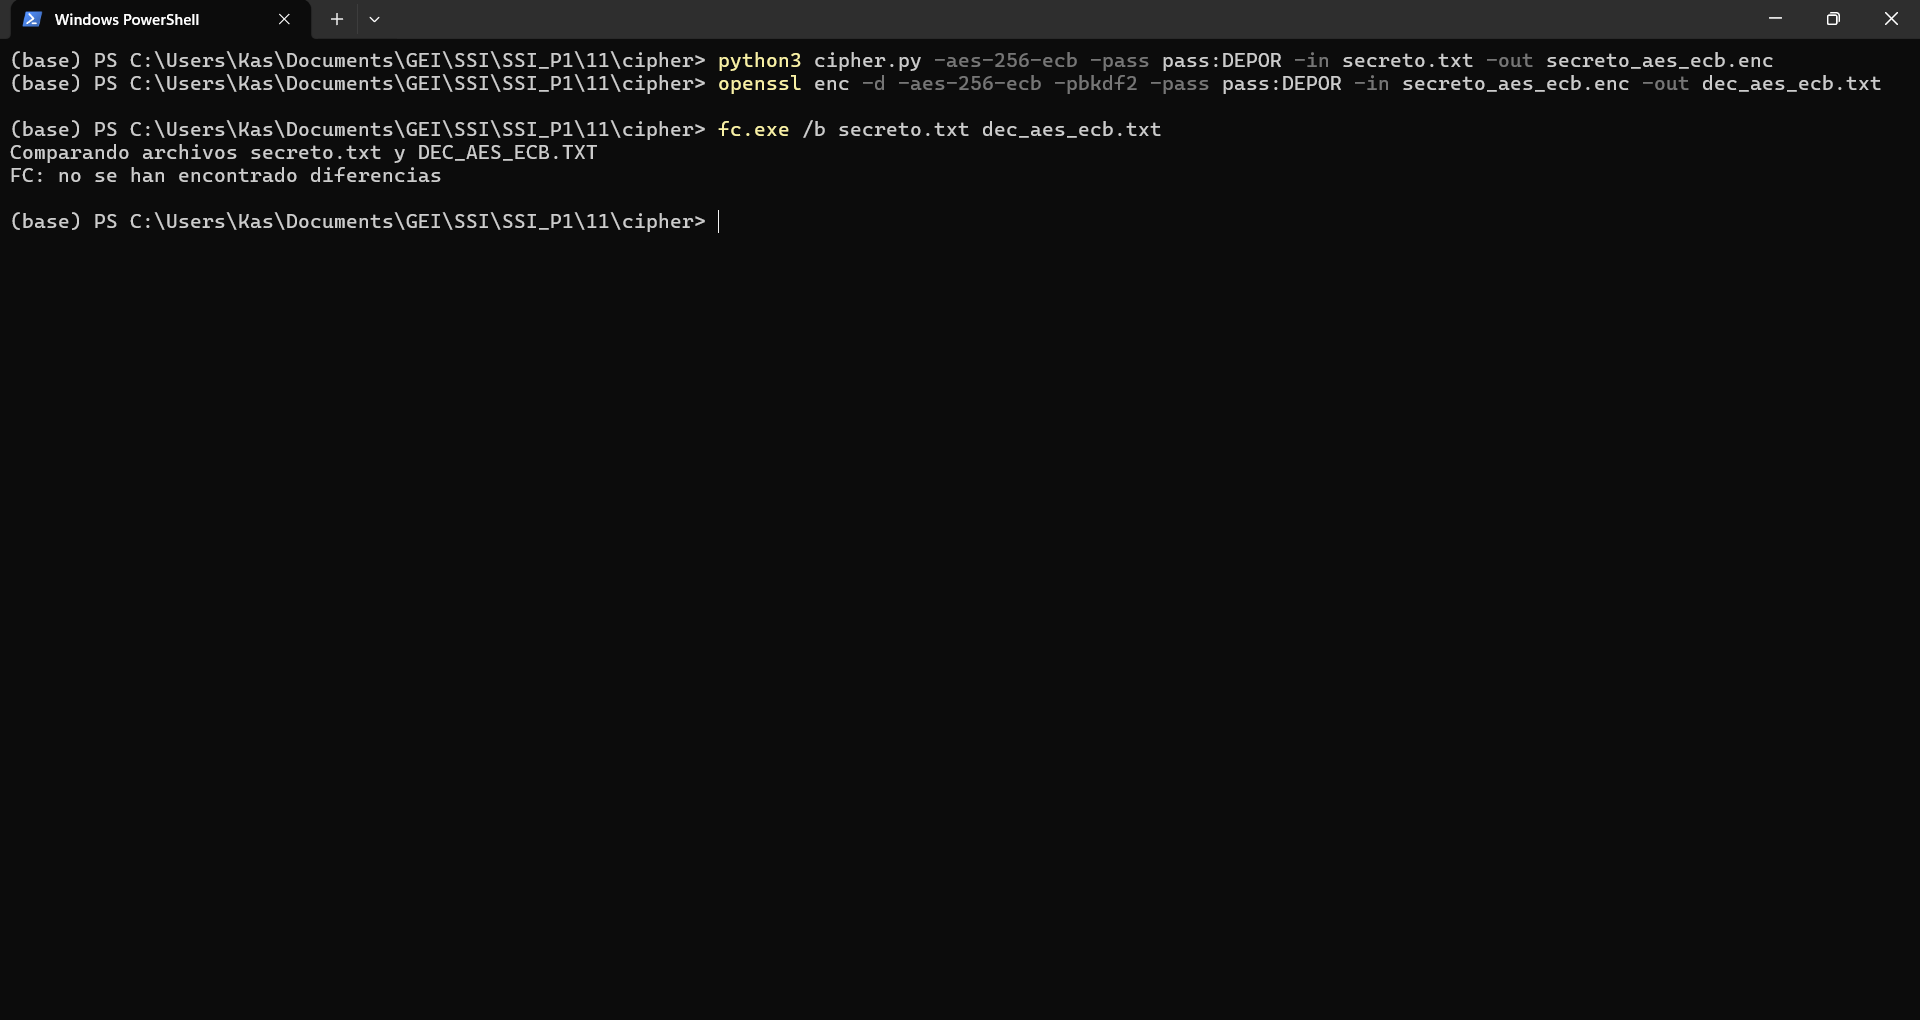 Windows PowerShell
(base) PS C:\Users\Kas\Documents\GEI\SSI\SSI_P1\11\cipher> python3 cipher.py -aes-256-ecb -pass pass:DEPOR -in secreto.txt -out secreto_aes_ecb.enc
(base) PS C:\Users\Kas\Documents\GEI\SSI\SSI_P1\11\cipher> openssl enc -d -aes-256-ecb -pbkdf2 -pass pass:DEPOR -in secreto_aes_ecb.enc -out dec_aes_ecb.txt
(base) PS C:\Users\Kas\Documents\GEI\SSI\SSI_P1\11\cipher> fc.exe /b secreto.txt dec_aes_ecb.txt
Comparando archivos secreto.txt y DEC_AES_ECB.TXT
FC: no se han encontrado diferencias
(base) PS C:\Users\Kas\Documents\GEI\SSI\SSI_P1\11\cipher>